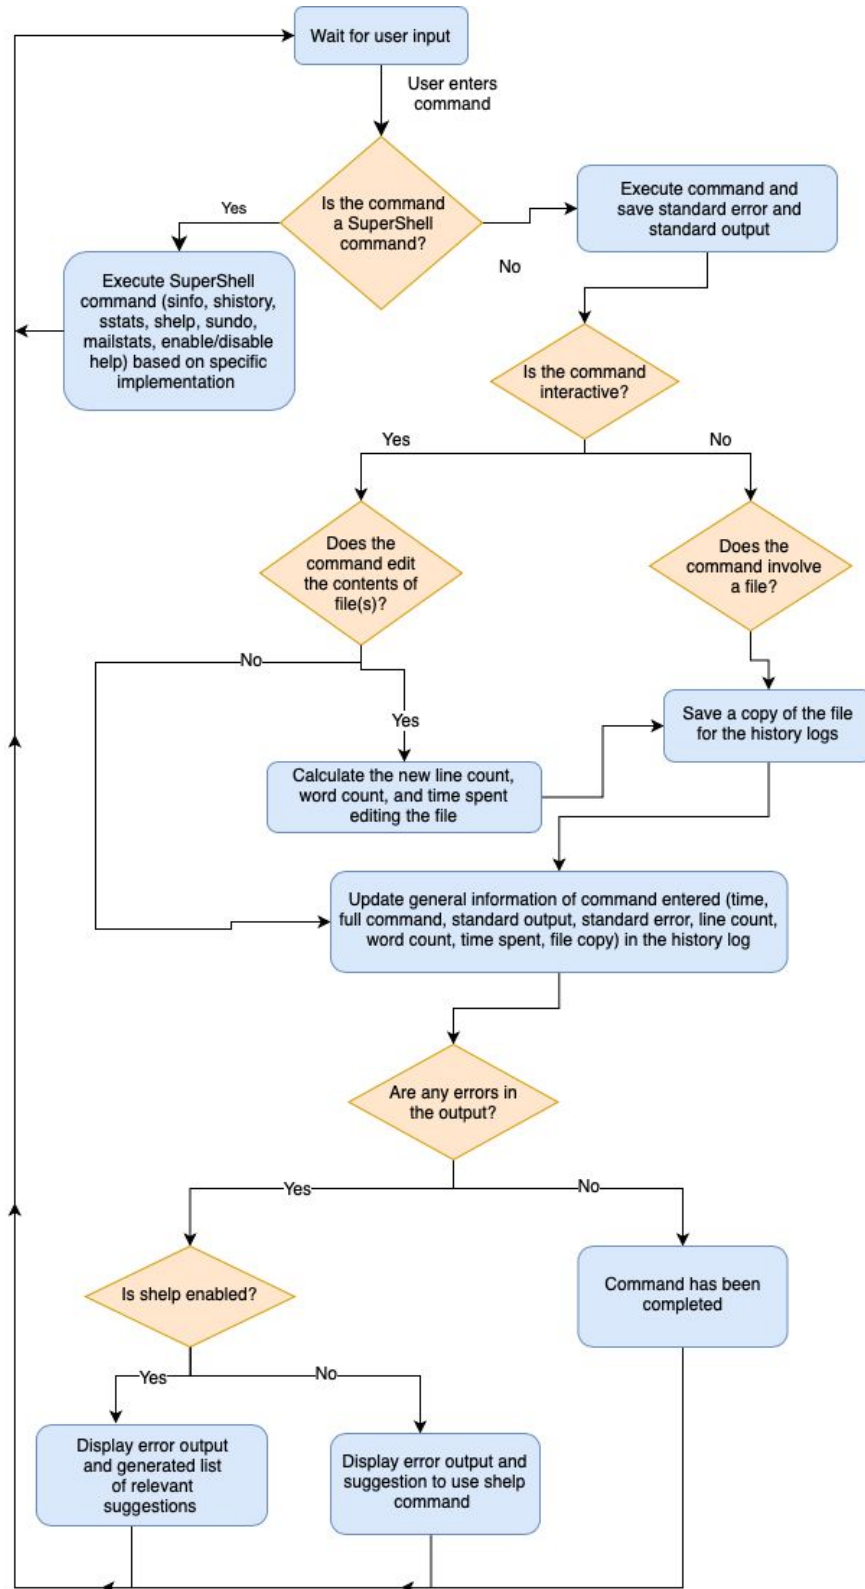 Wait for user input
User enters
command
Is the command
a SuperShell
command?
Yes
No
Execute command and
save standard error and
standard output
Execute SuperShell
command (sinfo, shistory,
sstats, shelp, sundo,
mailstats, enable/disable
help) based on specific
implementation
Is the command
interactive?
Yes
No
Does the
command edit
the contents of
file(s)?
Does the
command involve
a file?
No
Yes
Save a copy of the file
for the history logs
Calculate the new line count,
word count, and time spent
editing the file
Update general information of command entered (time,
full command, standard output, standard error, line count,
word count, time spent, file copy) in the history log
Are any errors in
the output?
Yes
No
Is shelp enabled?
Command has been
completed
Yes
No
Display error output
and generated list
of relevant
suggestions
Display error output and
suggestion to use shelp
command